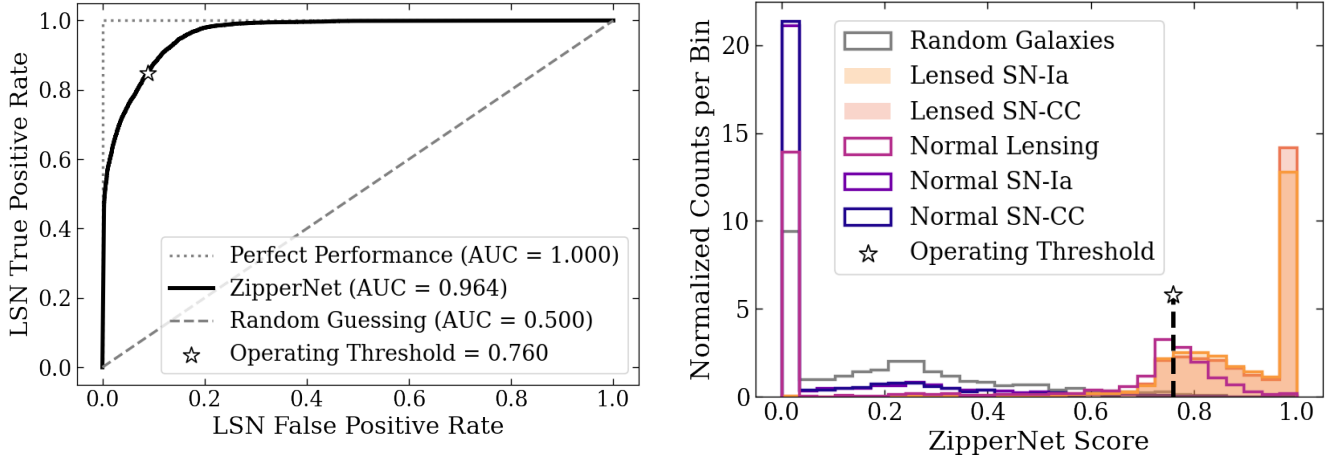 LSN True Positive Rate
1.0
0.8
0.6
0.4
0.2
0.0
Perfect Performance (AUC = 1.000)
ZipperNet (AUC = 0.964)
Random Guessing (AUC = 0.500)
Operating Threshold = 0.760
0.0 0.2 0.4 0.6 0.8 1.0
LSN False Positive Rate
Normalized Counts per Bin
20
15
10
5
0
Random Galaxies
Lensed SN-Ia
Lensed SN-CC
Normal Lensing
Normal SN-Ia
Normal SN-CC
Operating Threshold
0.0 0.2 0.4 0.6 0.8 1.0
ZipperNet Score